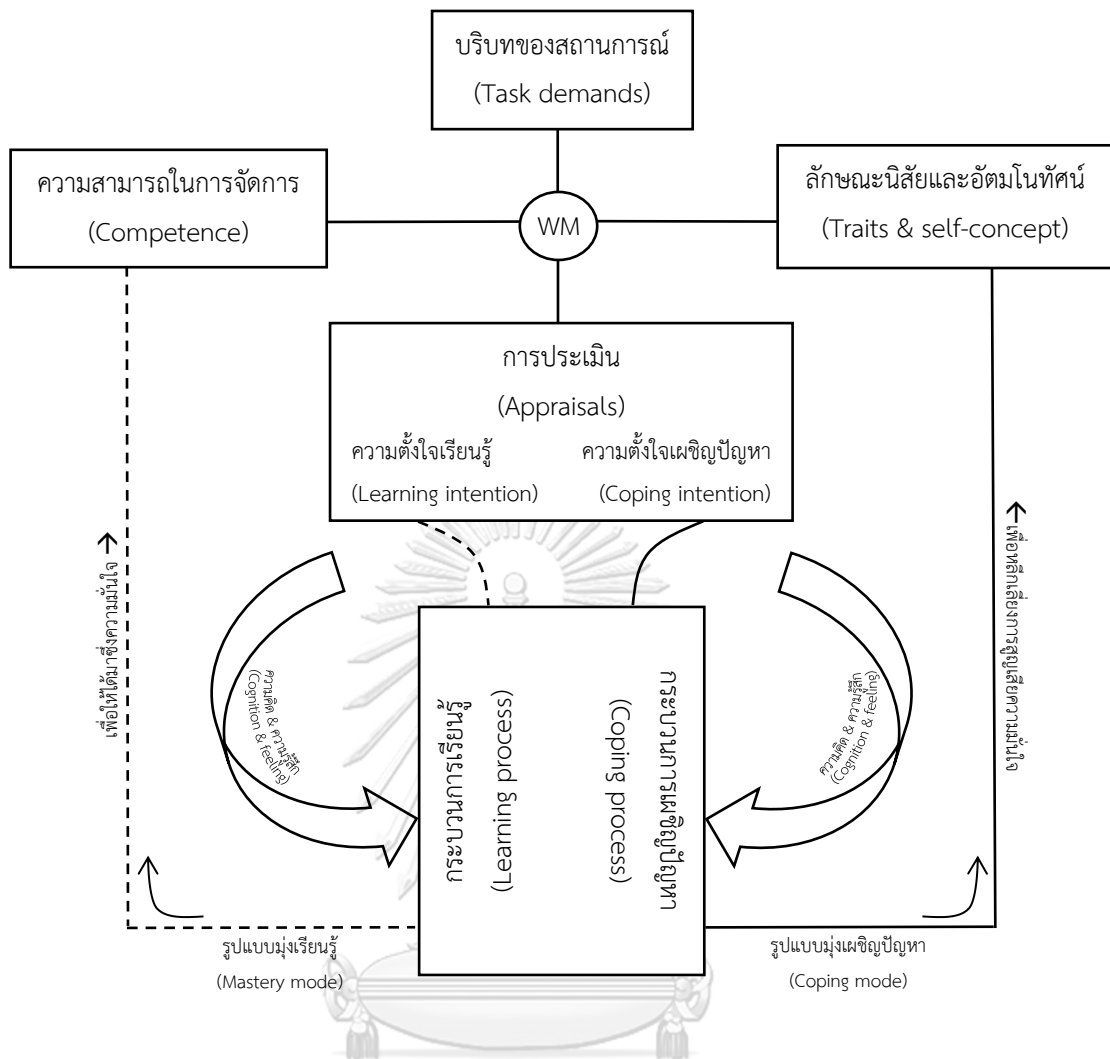 บริบทของสถานการณ์
(Task demands)
ความสามารถในการจัดการ
(Competence)
WM
ลักษณะนิสัยและอัตมโนทัศน์
(Traits & self-concept)
การประเมิน
(Appraisals)
ความตั้งใจเรียนรู้
(Learning intention)
ความตั้งใจเผชิญปัญหา
(Coping intention)
เพื่อให้ได้มาซึ่งความมั่นใจ →
ความคิด & ความรู้สึก
(Cognition & feeling)
กระบวนการเรียนรู้
(Learning process)
กระบวนการเผชิญปัญหา
(Coping process)
ความคิด & ความรู้สึก
(Cognition & feeling)
←เพื่อหลีกเลี่ยงการสูญเสียความมั่นใจ
รูปแบบมุ่งเรียนรู้
(Mastery mode)
รูปแบบมุ่งเผชิญปัญหา
(Coping mode)